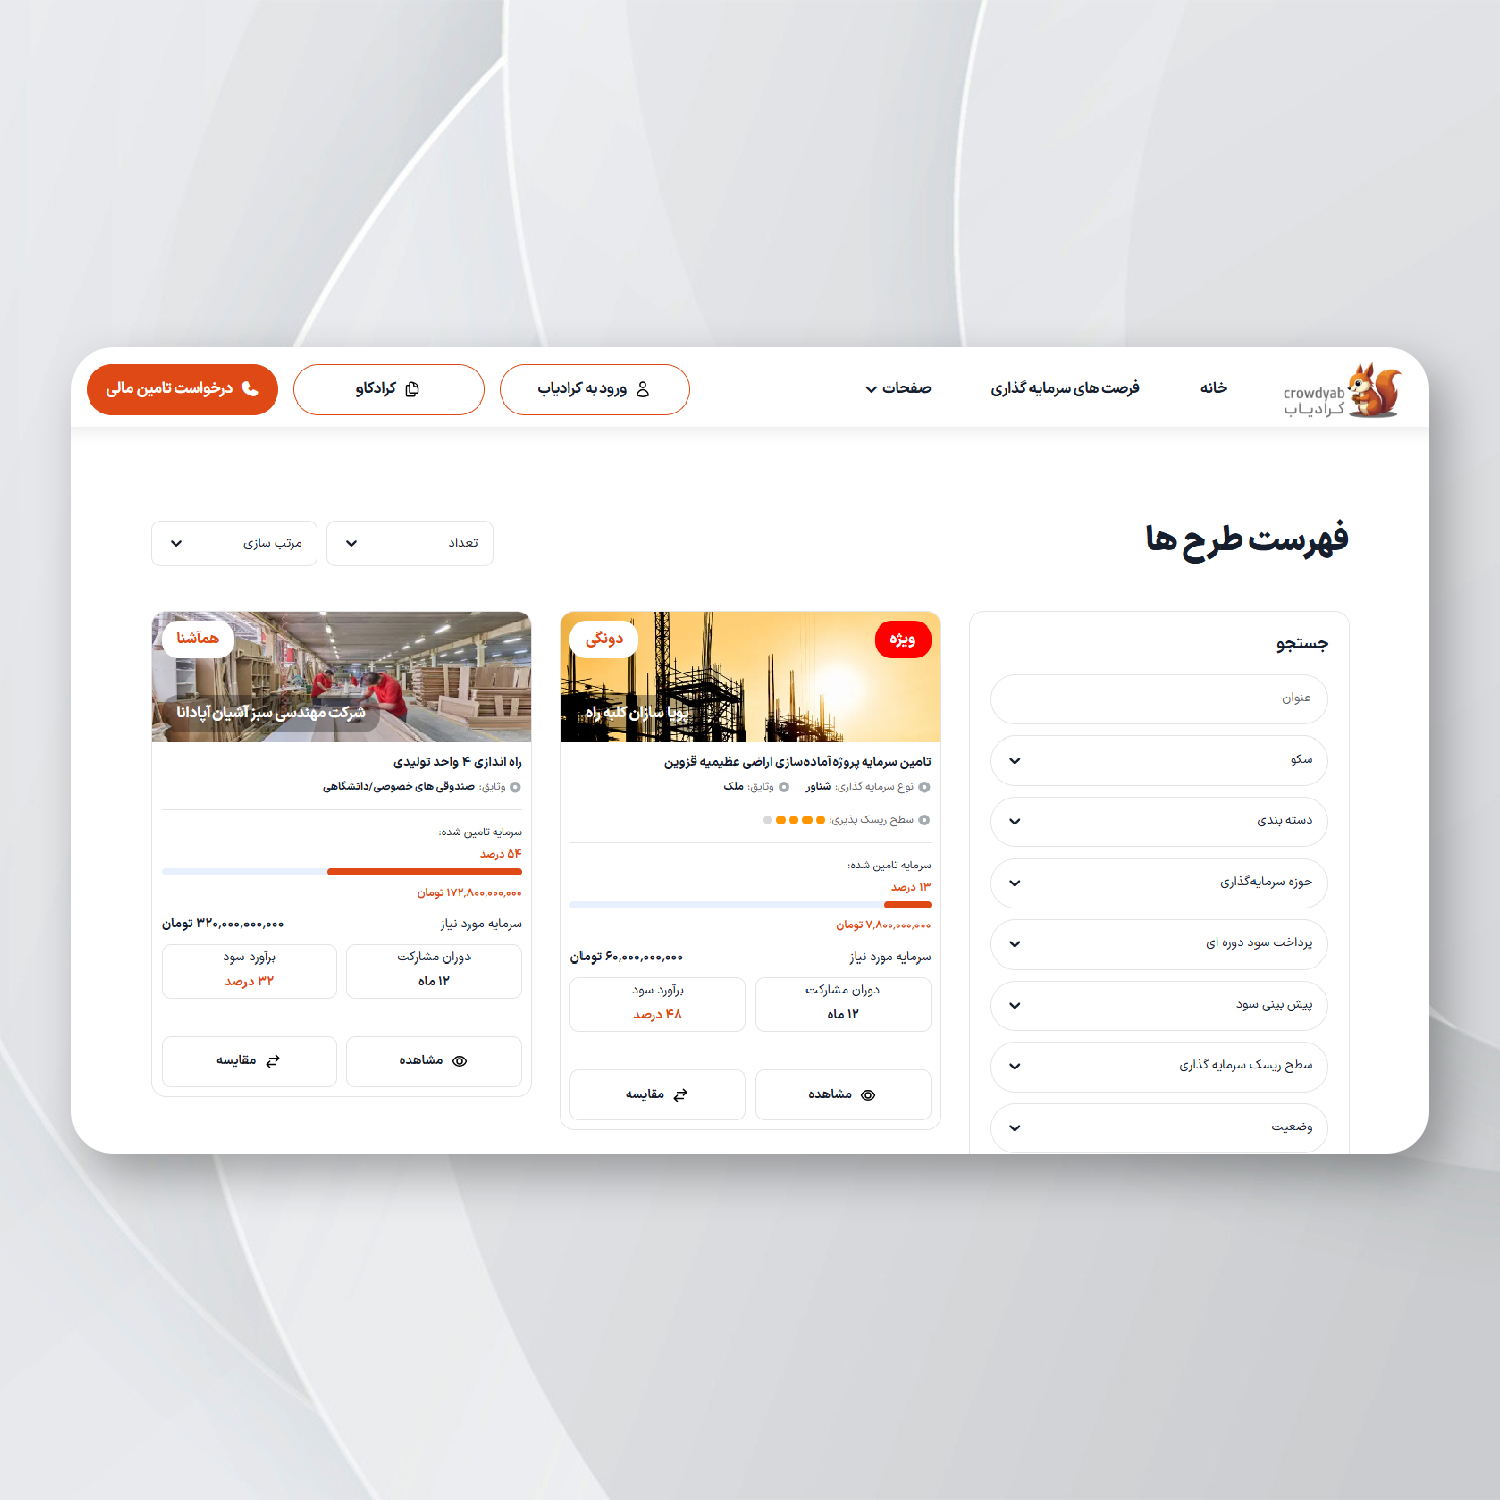 crowdyab
کرادیاب
خانه
فرصت های سرمایه گذاری
صفحات
ورود به کرادیاب
کرادکاو
درخواست تامین مالی
فهرست طرح ها
تعداد
مرتب سازی
جستجو
عنوان
سکو
دسته بندی
حوزه سرمایه‌گذاری
پرداخت سود دوره ای
پیش بینی سود
سطح ریسک سرمایه گذاری
وضعیت
ویژه
دونگی
پویا سازان کلبه راه
تامین سرمایه پروژه آماده‌سازی اراضی عظیمیه قزوین
نوع سرمایه گذاری: شناور
وثایق: ملک
سطح ریسک پذیری:
سرمایه تامین شده:
۱۳ درصد
۷,۸۰۰,۰۰۰,۰۰۰ تومان
سرمایه مورد نیاز
۶۰,۰۰۰,۰۰۰,۰۰۰ تومان
دوران مشارکت
۱۲ ماه
برآورد سود
۴۸ درصد
مشاهده
مقایسه
همآشنا
شرکت مهندسی سبز آشیان آپادانا
راه اندازی ۴ واحد تولیدی
وثایق: صندوقی های خصوصی/دانشگاهی
سرمایه تامین شده:
۵۴ درصد
۱۷۲,۸۰۰,۰۰۰,۰۰۰ تومان
سرمایه مورد نیاز
۳۲۰,۰۰۰,۰۰۰,۰۰۰ تومان
دوران مشارکت
۱۲ ماه
برآورد سود
۳۲ درصد
مشاهده
مقایسه